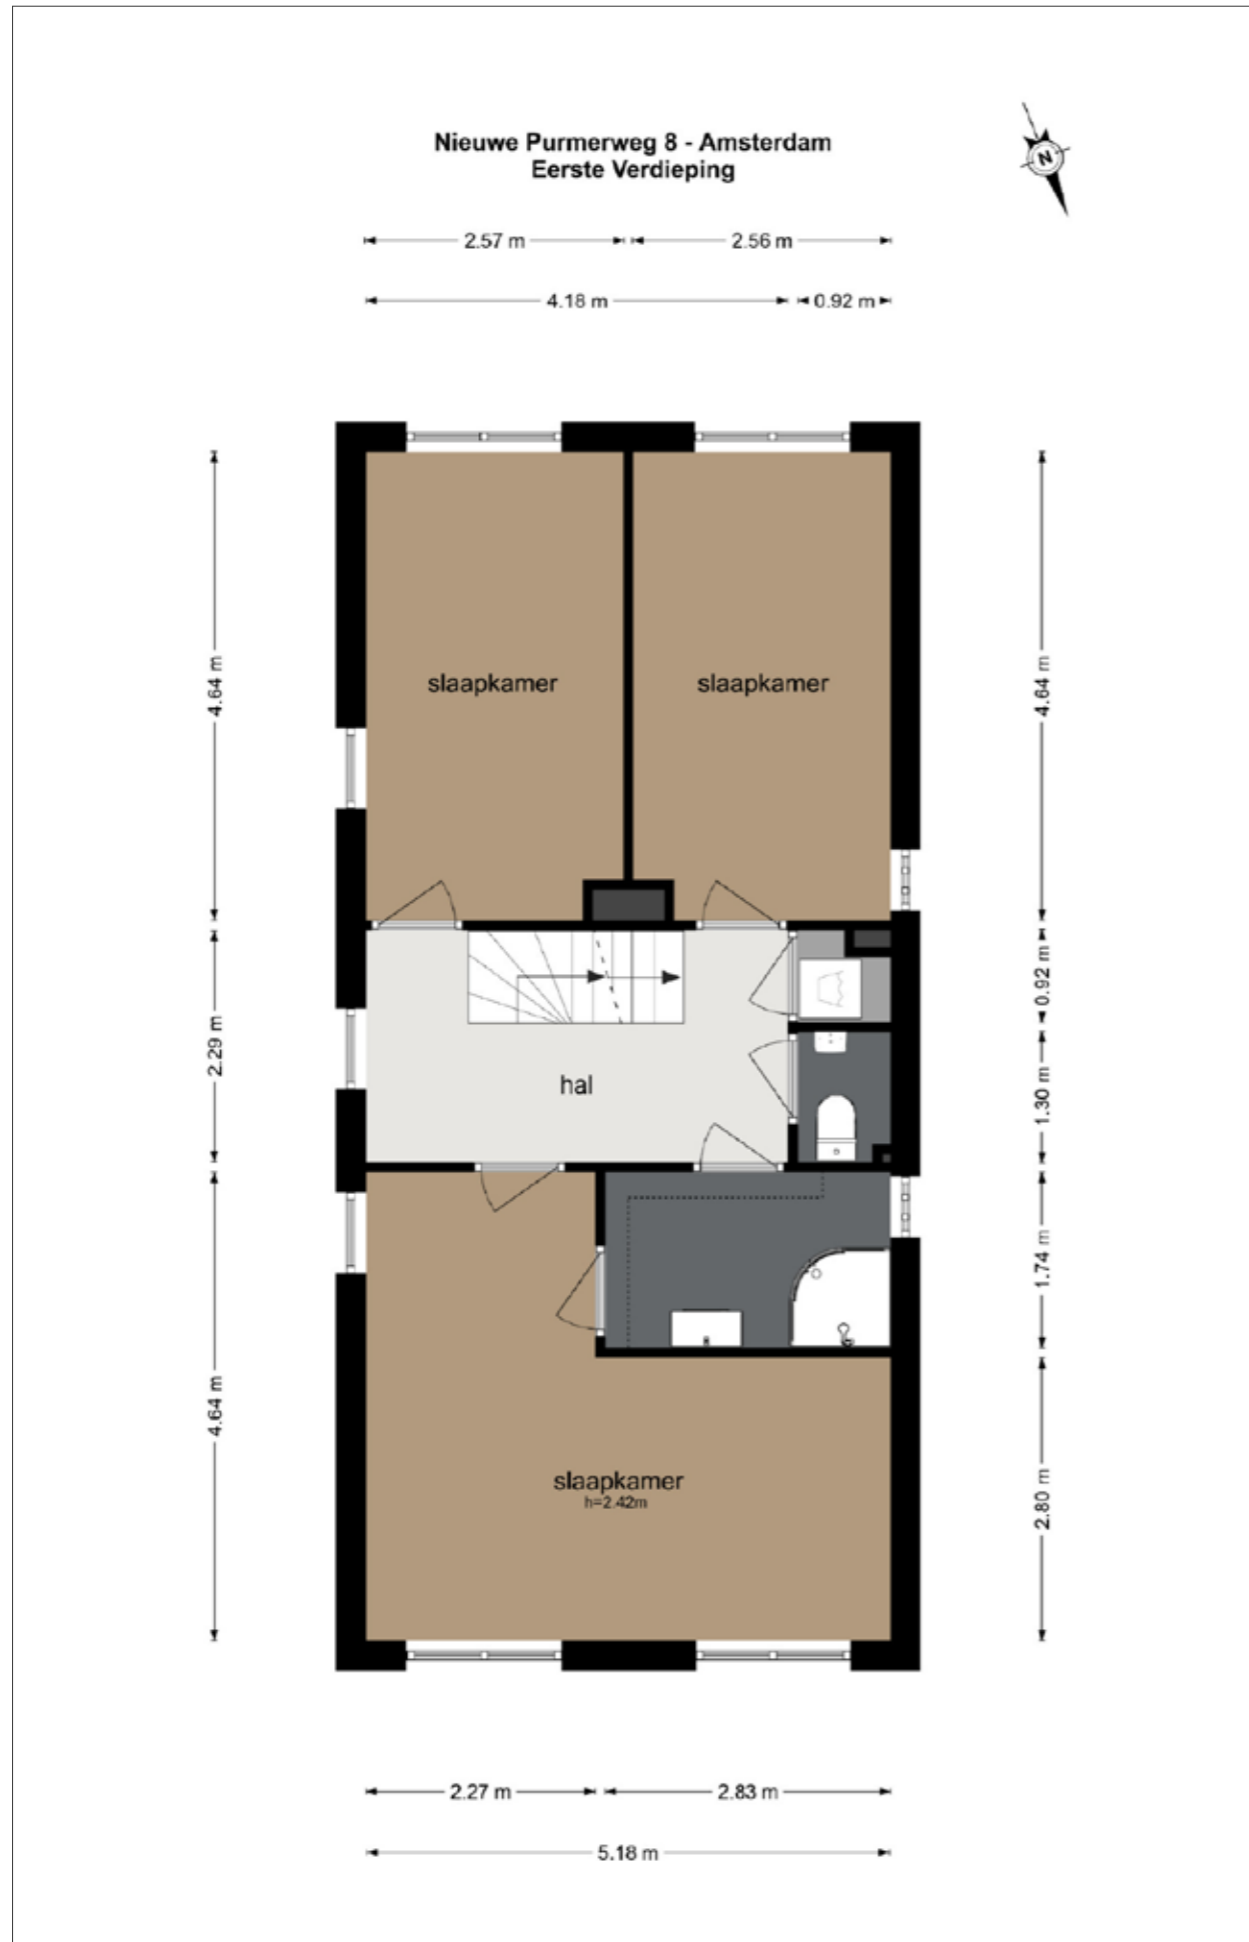 Nieuwe Purmerweg 8 - Amsterdam
Eerste Verdieping
N
2.57 m
2.56 m
4.18 m
0.92 m
4.64 m
slaapkamer
slaapkamer
4.64 m
0.92 m
2.29 m
hal
1.30 m
1.74 m
4.64 m
slaapkamer
h=2.42m
2.80 m
2.27 m
2.83 m
5.18 m